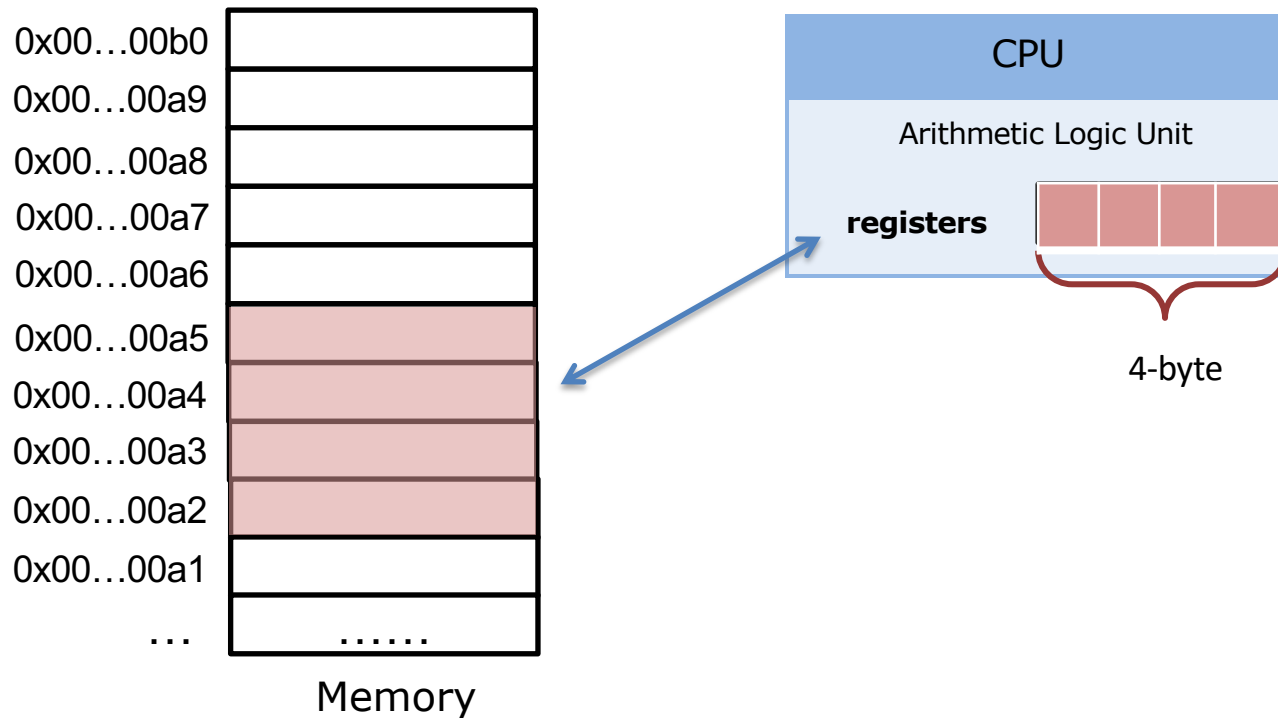 0x00…00b0
0x00…00a9
0x00…00a8
0x00…00a7
0x00…00a6
0x00…00a5
0x00…00a4
0x00…00a3
0x00…00a2
0x00…00a1
… ……
Memory
CPU
Arithmetic Logic Unit
registers
4-byte